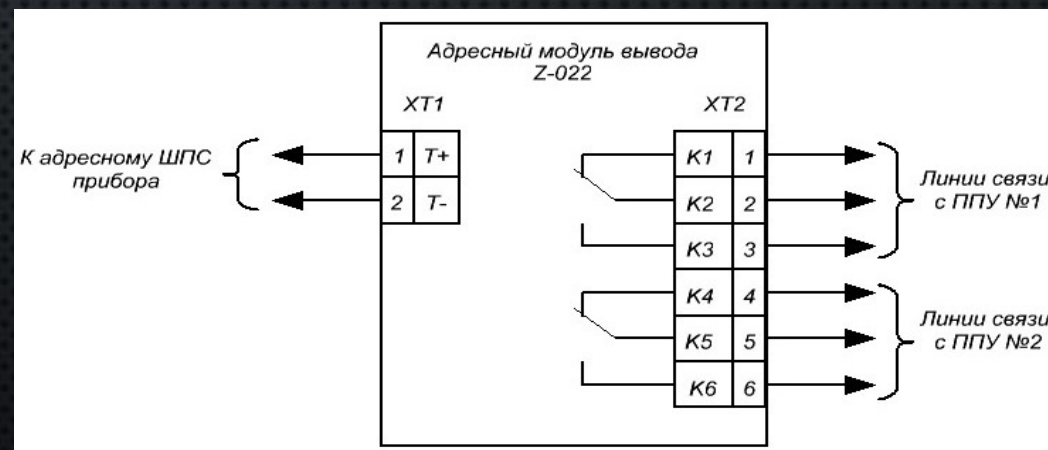 Адресный модуль вывода
Z-022
XT1
XT2
К адресному ШПС
прибора
1 T+
2 T-
K1 1
K2 2
K3 3
K4 4
K5 5
K6 6
Линии связи
с ППУ №1
Линии связи
с ППУ №2